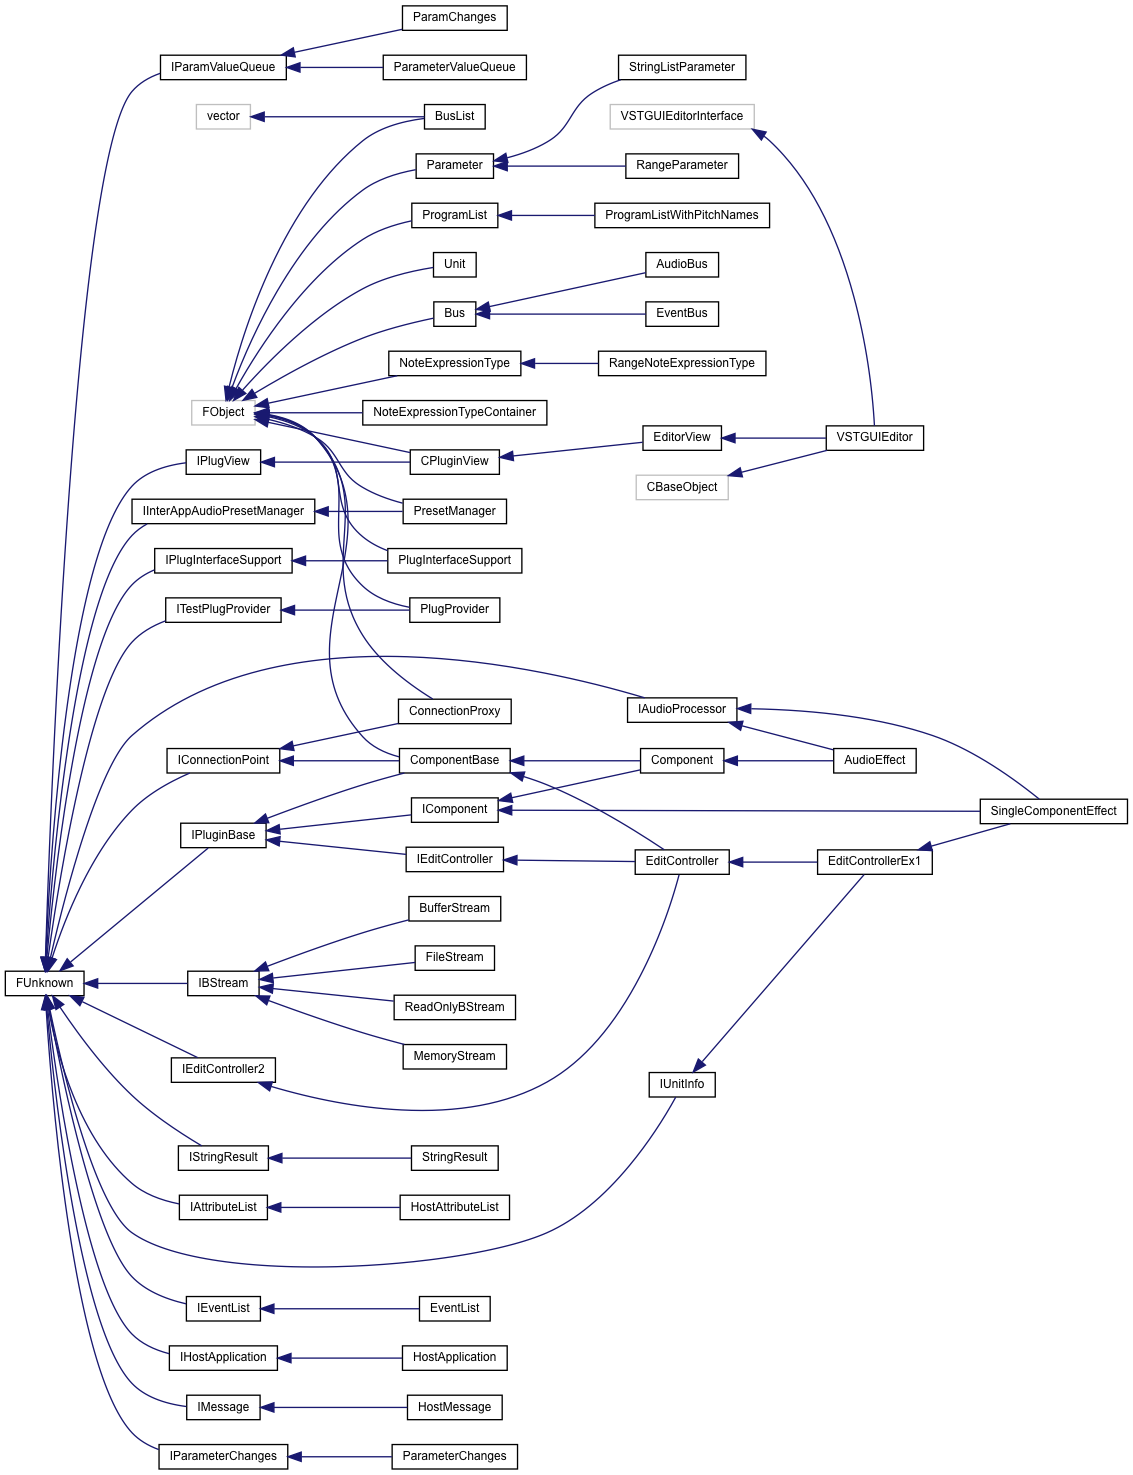 ParamChanges
IParamValueQueue
ParameterValueQueue
StringListParameter
vector
BusList
VSTGUIEditorInterface
Parameter
RangeParameter
ProgramList
ProgramListWithPitchNames
Unit
AudioBus
Bus
EventBus
NoteExpressionType
RangeNoteExpressionType
FObject
NoteExpressionTypeContainer
EditorView
VSTGUIEditor
IPlugView
CPluginView
CBaseObject
IInterAppAudioPresetManager
PresetManager
IPlugInterfaceSupport
PlugInterfaceSupport
ITestPlugProvider
PlugProvider
ConnectionProxy
IAudioProcessor
IConnectionPoint
ComponentBase
Component
AudioEffect
IComponent
SingleComponentEffect
IPluginBase
IEditController
EditController
EditControllerEx1
BufferStream
FileStream
FUnknown
IBStream
ReadOnlyBStream
MemoryStream
IEditController2
IUnitInfo
IStringResult
StringResult
IAttributeList
HostAttributeList
IEventList
EventList
IHostApplication
HostApplication
IMessage
HostMessage
IParameterChanges
ParameterChanges